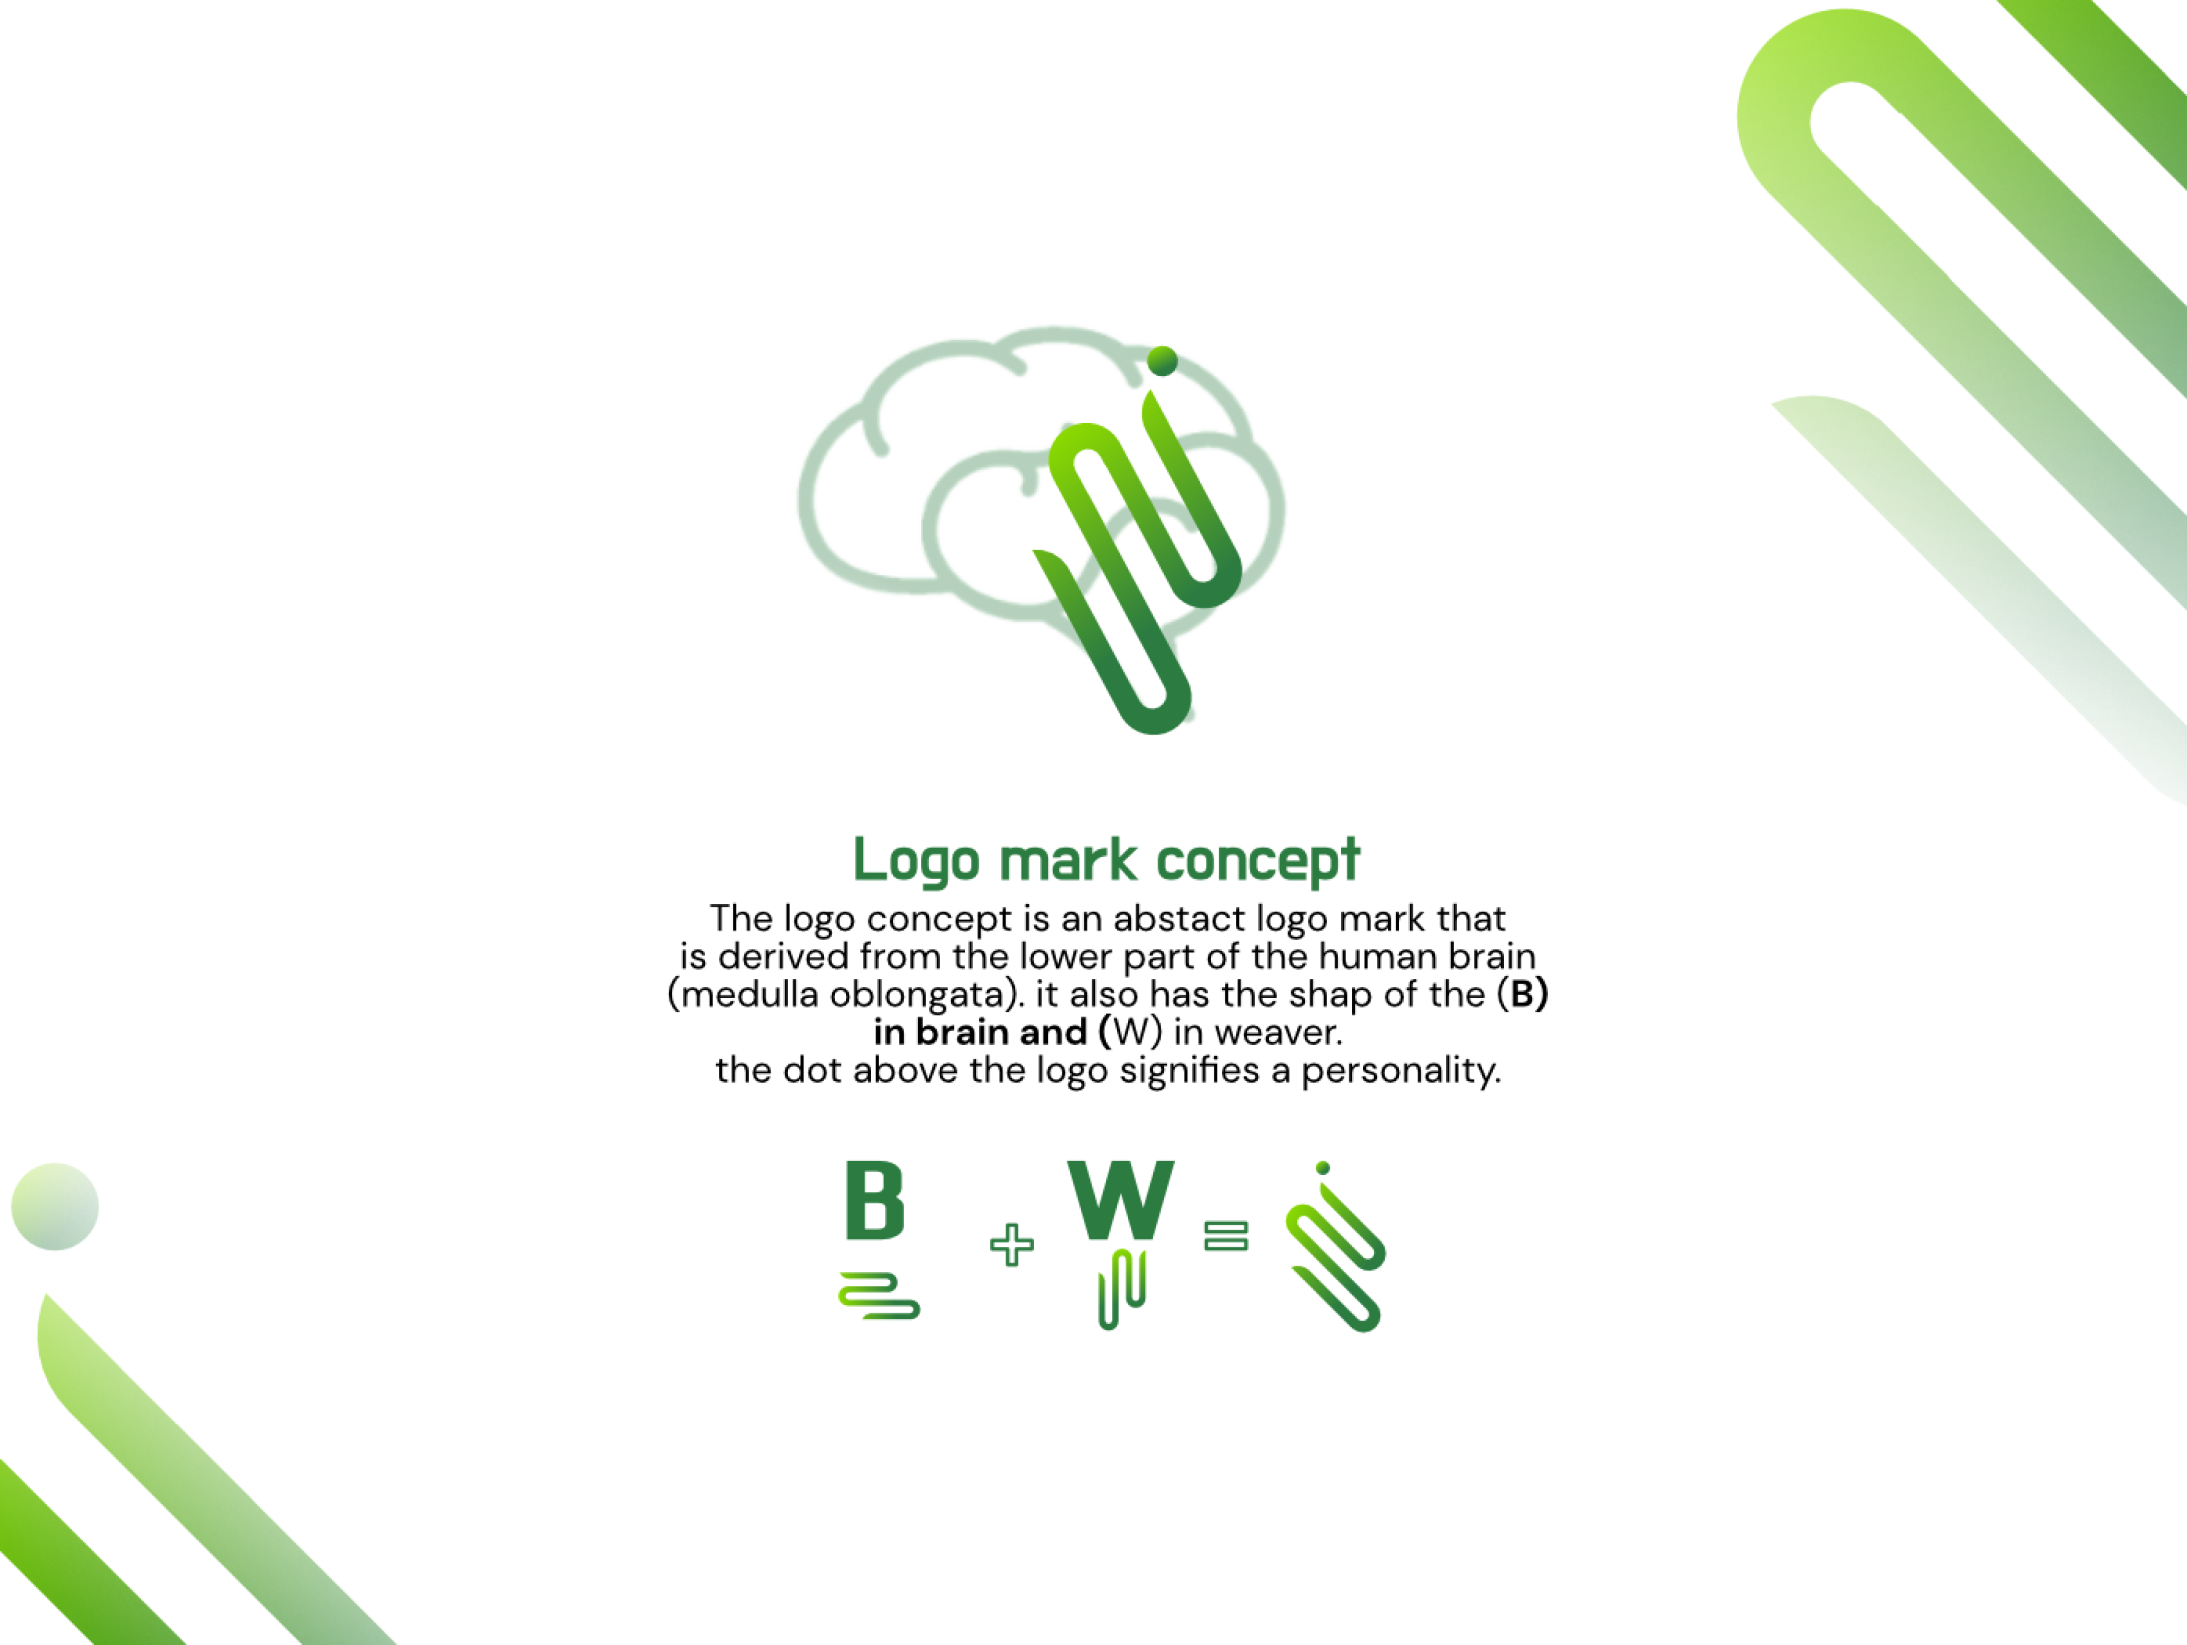 Logo mark concept
The logo concept is an abstact logo mark that
is derived from the lower part of the human brain
(medulla oblongata). it also has the shap of the (B)
in brain and (W) in weaver.
the dot above the logo signifies a personality.
B + W =